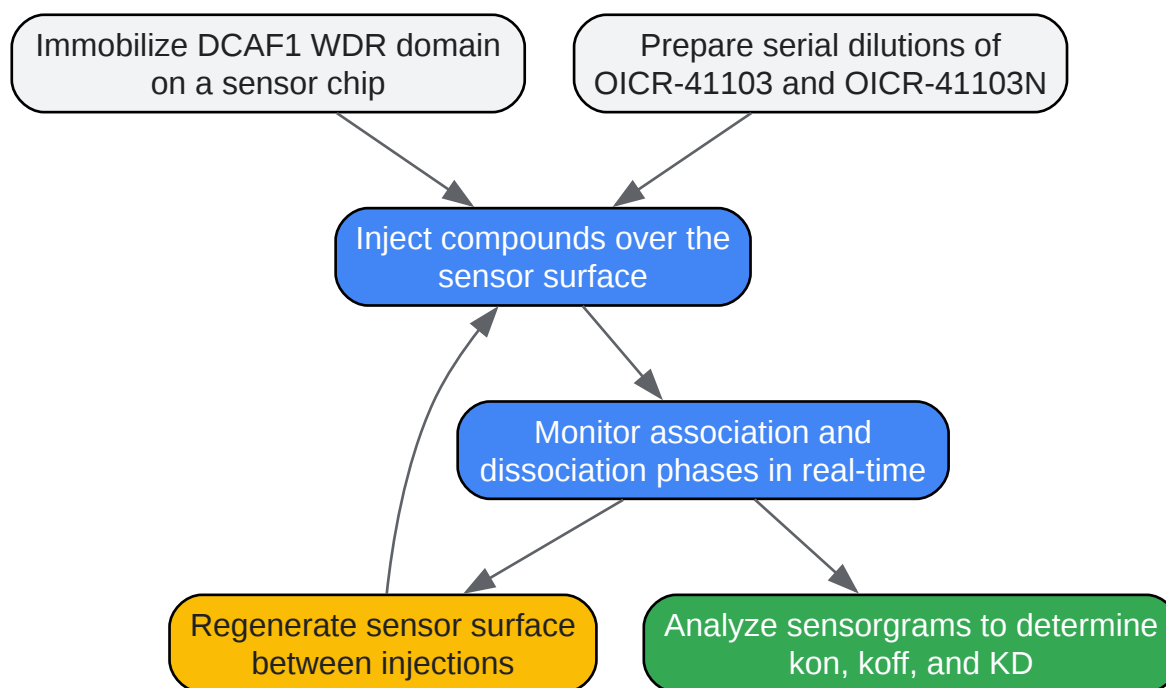 Immobilize DCAF1 WDR domain
on a sensor chip
Prepare serial dilutions of
OICR-41103 and OICR-41103N
Inject compounds over the
sensor surface
Monitor association and
dissociation phases in real-time
Regenerate sensor surface
between injections
Analyze sensorgrams to determine
kon, koff, and KD